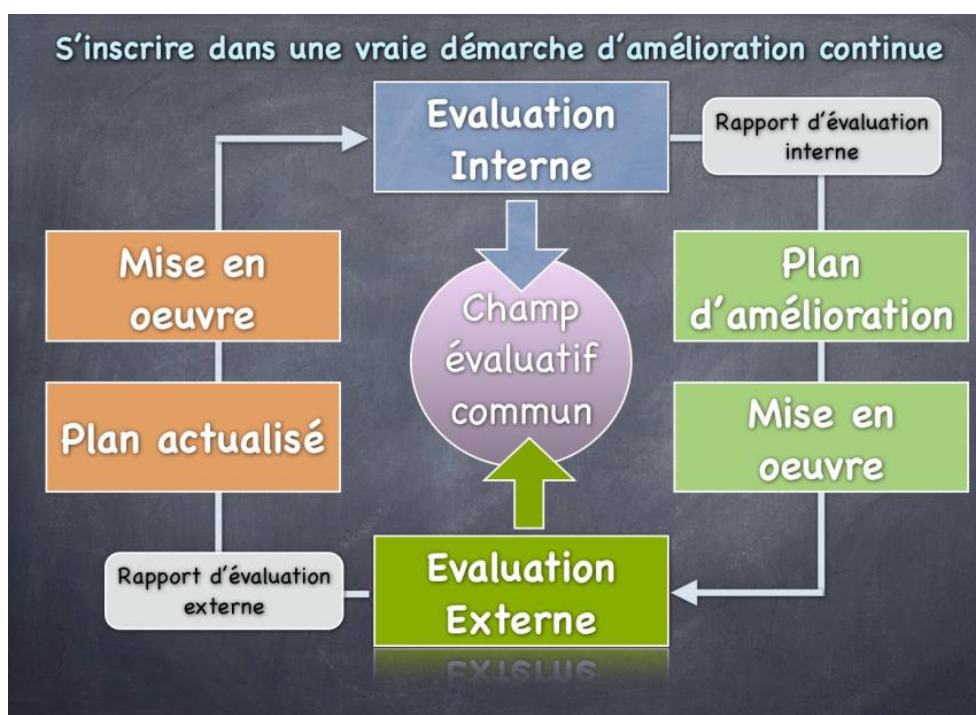 S'inscrire dans une vraie démarche d'amélioration continue
Evaluation
Interne
Rapport d'évaluation
interne
Mise en
oeuvre
Plan
d'amélioration
Champ
évaluatif
commun
Plan actualisé
Mise en
oeuvre
Rapport d'évaluation
externe
Evaluation
Externe